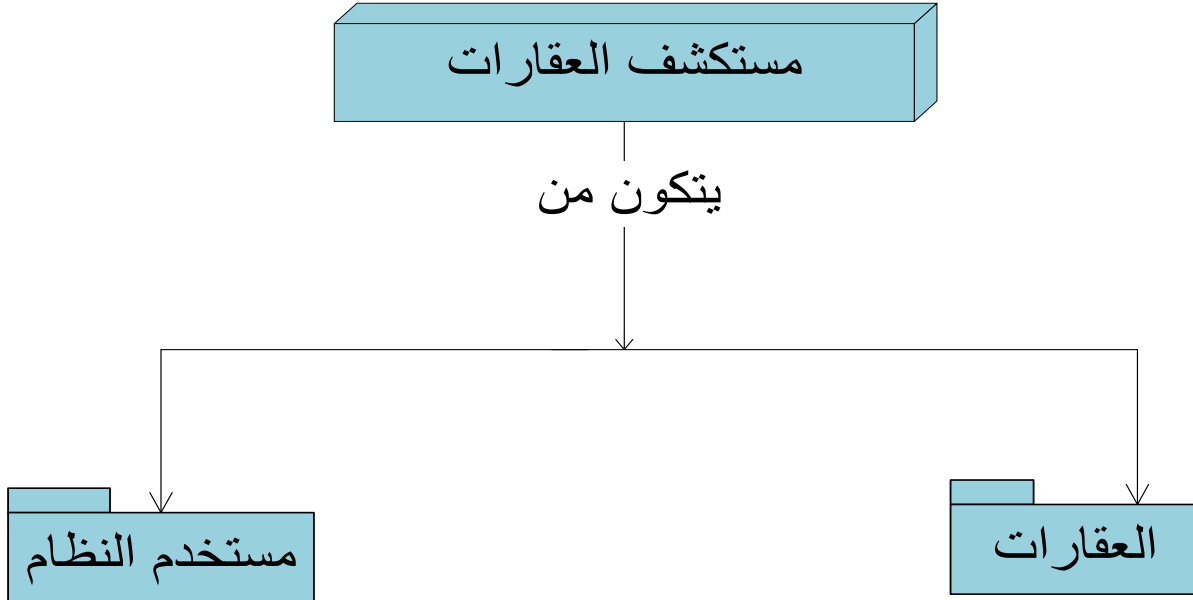 مستكشف العقارات
يتكون من
العقارات
مستخدم النظام